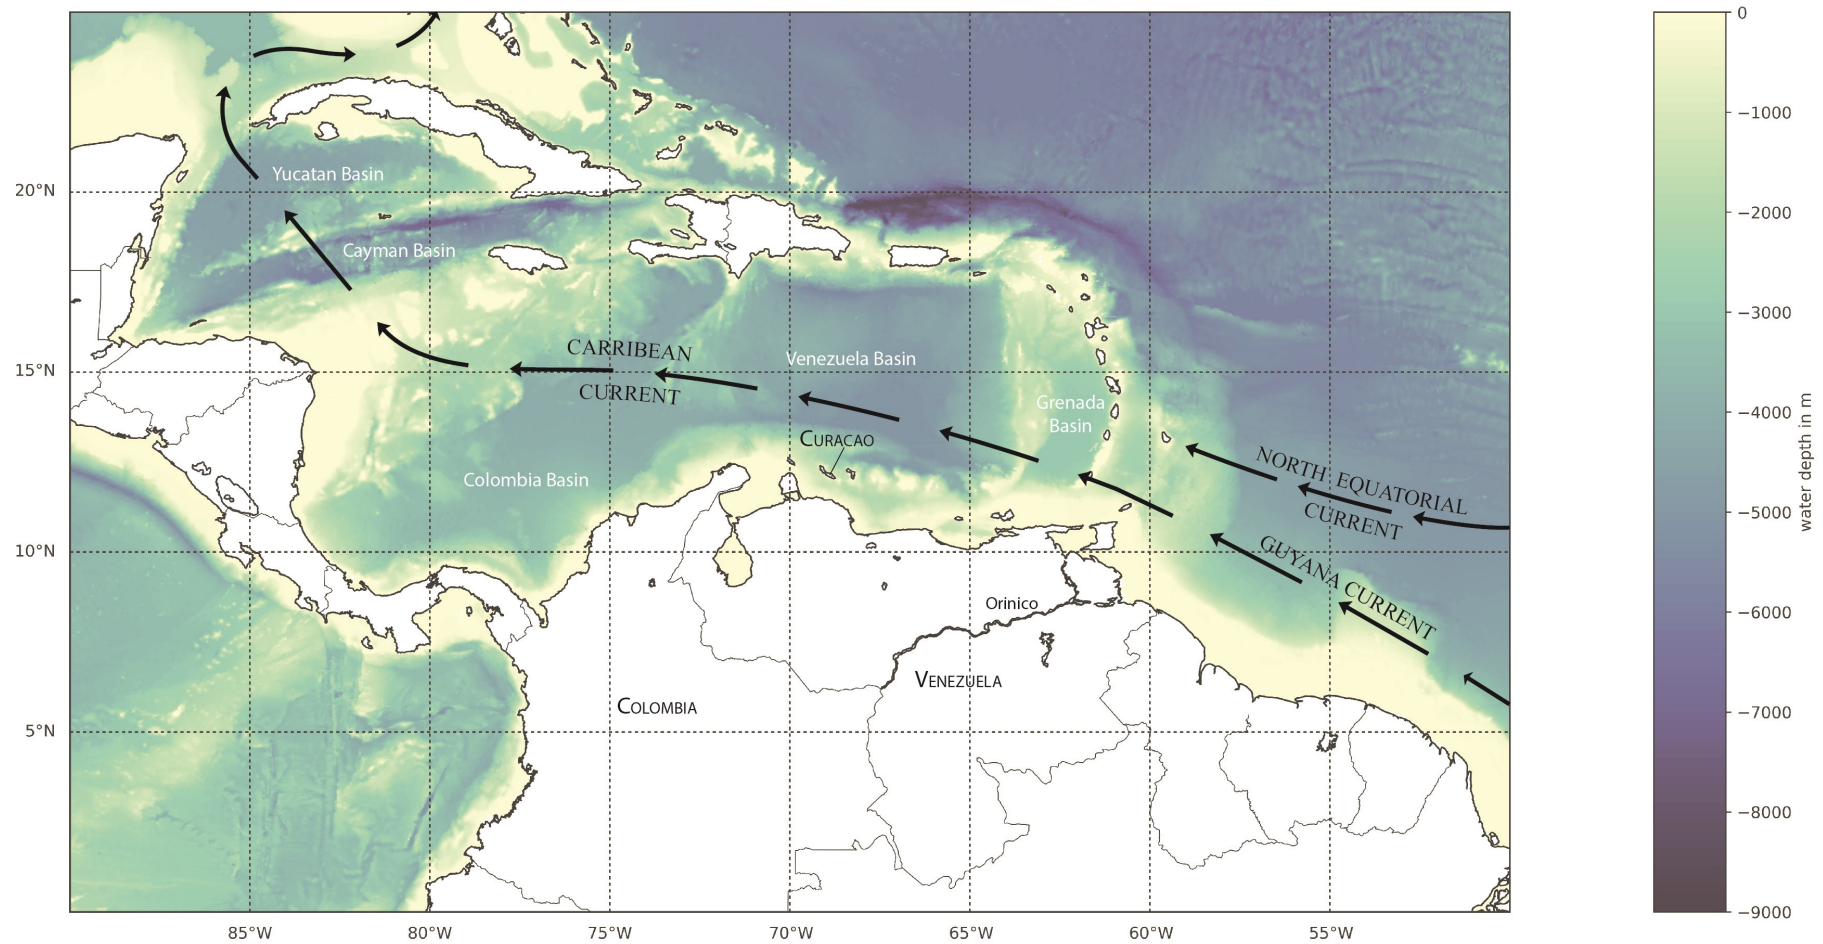 0
−1000
−2000
−3000
−4000
−5000
−6000
−7000
−8000
−9000
water depth in m
20°N
15°N
10°N
5°N
85°W
80°W
75°W
70°W
65°W
60°W
55°W
Yucatan Basin
Cayman Basin
CARRIBEAN
CURRENT
Venezuela Basin
Grenada
Basin
CURACAO
Colombia Basin
NORTH EQUATORIAL
CURRENT
GUYANA CURRENT
Orinico
VENEZUELA
COLOMBIA